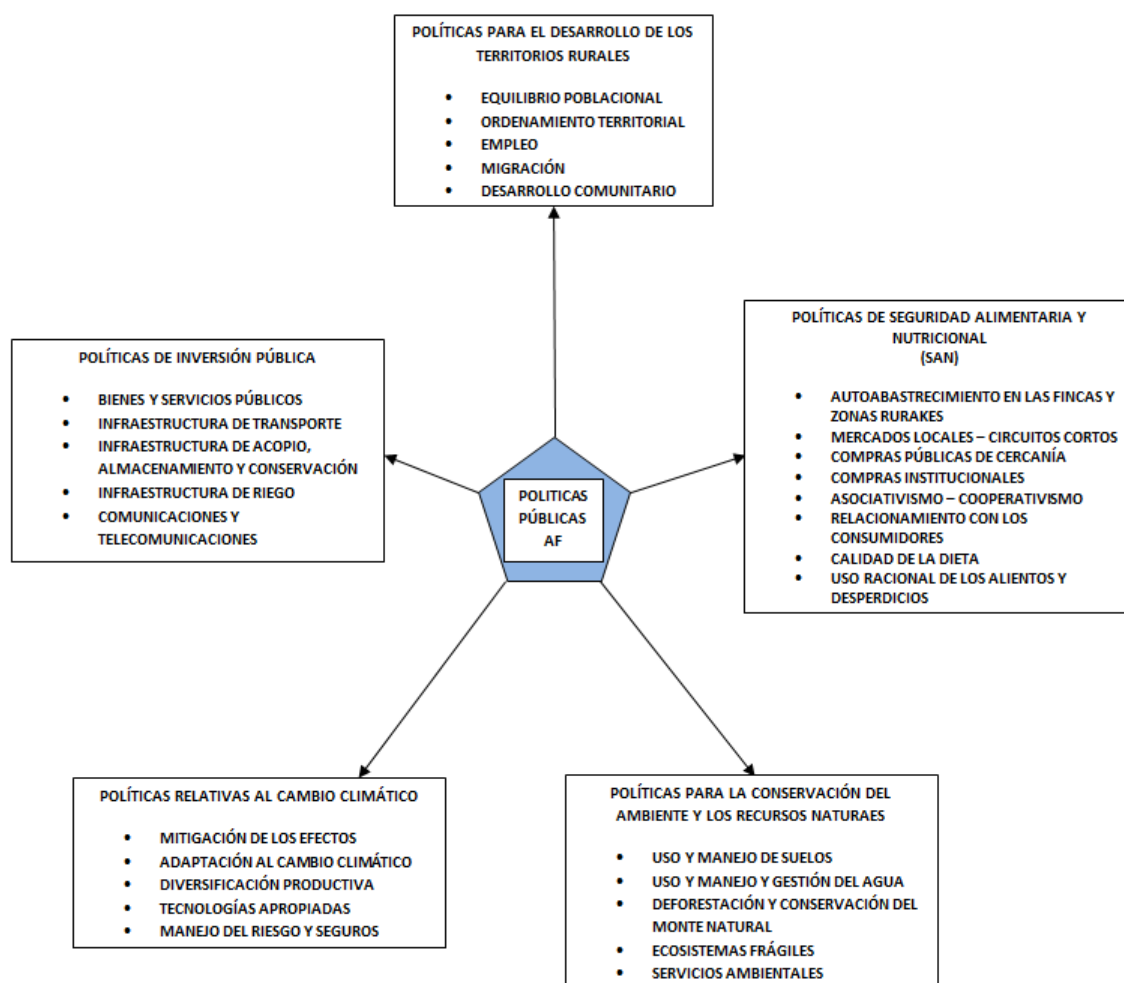 POLÍTICAS PARA EL DESARROLLO DE LOS
TERRITORIOS RURALES
• EQUILIBRIO POBLACIONAL
• ORDENAMIENTO TERRITORIAL
• EMPLEO
• MIGRACIÓN
• DESARROLLO COMUNITARIO
POLÍTICAS DE INVERSIÓN PÚBLICA
• BIENES Y SERVICIOS PÚBLICOS
• INFRAESTRUCTURA DE TRANSPORTE
• INFRAESTRUCTURA DE ACOPIO,
ALMACENAMIENTO Y CONSERVACIÓN
• INFRAESTRUCTURA DE RIEGO
• COMUNICACIONES Y
TELECOMUNICACIONES
POLITICAS
PÚBLICAS
AF
POLÍTICAS DE SEGURIDAD ALIMENTARIA Y
NUTRICIONAL
(SAN)
• AUTOABASTRECIMIENTO EN LAS FINCAS Y
ZONAS RURAKES
• MERCADOS LOCALES – CIRCUITOS CORTOS
• COMPRAS PÚBLICAS DE CERCANÍA
• COMPRAS INSTITUCIONALES
• ASOCIATIVISMO – COOPERATIVISMO
• RELACIONAMIENTO CON LOS
CONSUMIDORES
• CALIDAD DE LA DIETA
• USO RACIONAL DE LOS ALIENTOS Y
DESPERDICIOS
POLÍTICAS RELATIVAS AL CAMBIO CLIMÁTICO
• MITIGACIÓN DE LOS EFECTOS
• ADAPTACIÓN AL CAMBIO CLIMÁTICO
• DIVERSIFICACIÓN PRODUCTIVA
• TECNOLOGÍAS APROPIADAS
• MANEJO DEL RIESGO Y SEGUROS
POLÍTICAS PARA LA CONSERVACIÓN DEL
AMBIENTE Y LOS RECURSOS NATURAES
• USO Y MANEJO DE SUELOS
• USO Y MANEJO Y GESTIÓN DEL AGUA
• DEFORESTACIÓN Y CONSERVACIÓN DEL
MONTE NATURAL
• ECOSISTEMAS FRÁGILES
• SERVICIOS AMBIENTALES